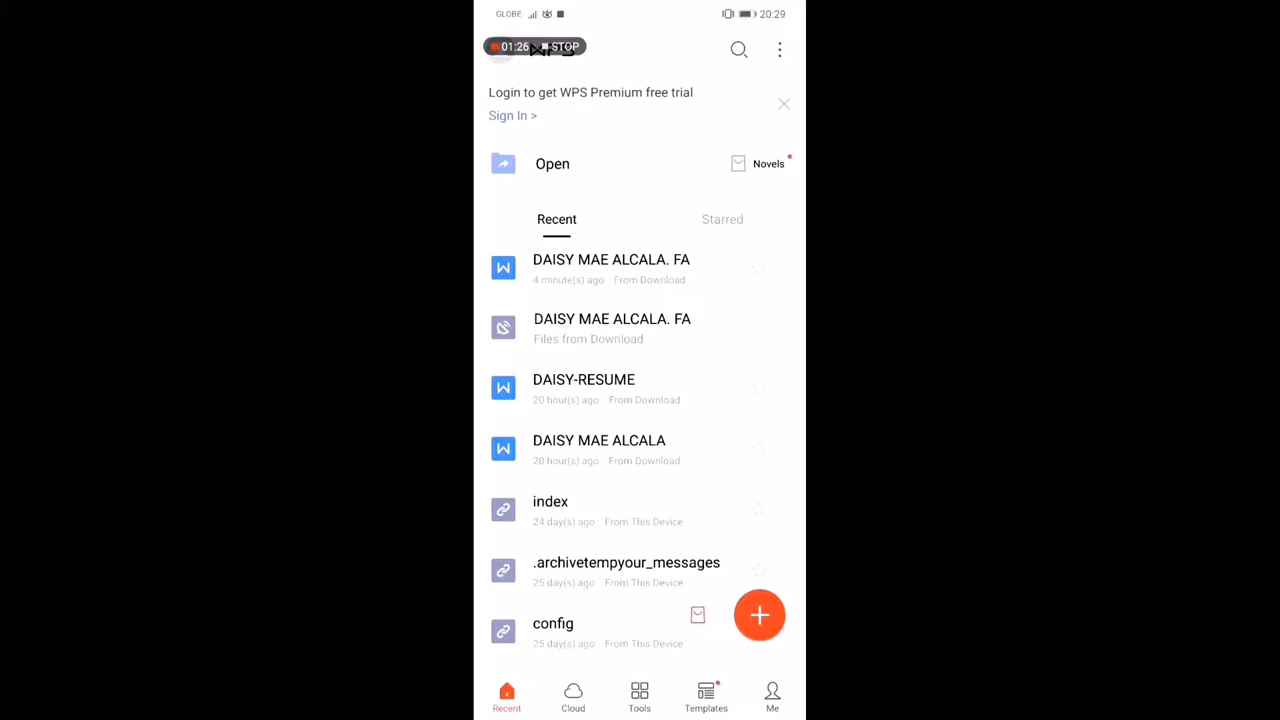 GLOBE
20:29
01:26 STOP
WPS
Login to get WPS Premium free trial
Sign In >
Open
Novels
Recent Starred
DAISY MAE ALCALA. FA
4 minute(s) ago From Download
DAISY MAE ALCALA. FA
Files from Download
DAISY-RESUME
20 hour(s) ago From Download
DAISY MAE ALCALA
20 hour(s) ago From Download
index
24 day(s) ago From This Device
.archivetempyour_messages
25 day(s) ago From This Device
config
25 day(s) ago From This Device
Recent Cloud Tools Templates Me